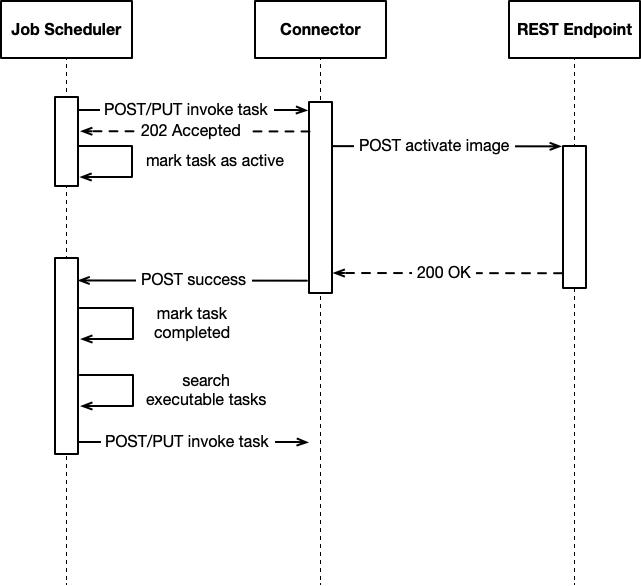 Job Scheduler
Connector
REST Endpoint
POST/PUT invoke task
202 Accepted
POST activate image
mark task as active
200 OK
POST success
mark task
completed
search
executable tasks
POST/PUT invoke task